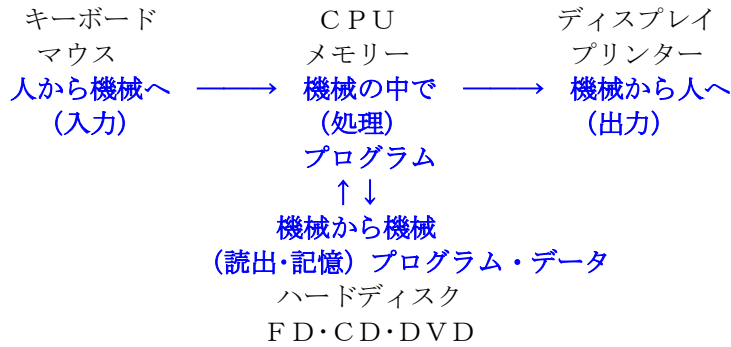 キーボード ＣＰＵ ディスプレイ
マウス メモリー プリンター
人から機械へ ――→ 機械の中で ――→ 機械から人へ
（入力） （処理） （出力）
プログラム
↑↓
機械から機械
（読出･記憶）プログラム・データ
ハードディスク
ＦＤ･ＣＤ･ＤＶＤ